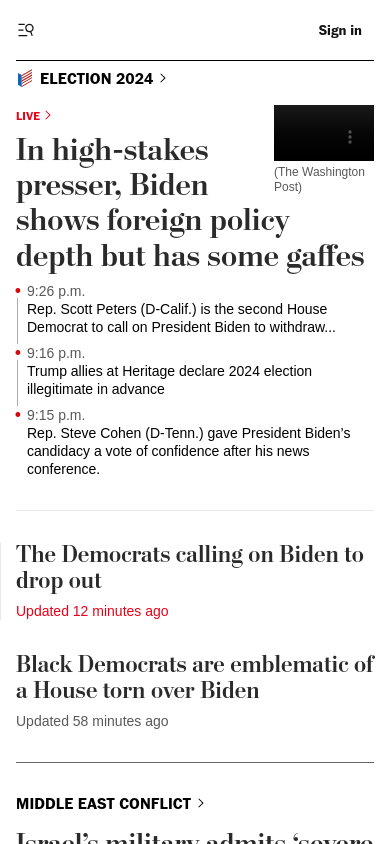 Sign in
ELECTION 2024
LIVE
In high-stakes
presser, Biden
shows foreign policy
depth but has some gaffes
(The Washington
Post)
9:26 p.m.
Rep. Scott Peters (D-Calif.) is the second House
Democrat to call on President Biden to withdraw...
9:16 p.m.
Trump allies at Heritage declare 2024 election
illegitimate in advance
9:15 p.m.
Rep. Steve Cohen (D-Tenn.) gave President Biden’s
candidacy a vote of confidence after his news
conference.
The Democrats calling on Biden to
drop out
Updated 12 minutes ago
Black Democrats are emblematic of
a House torn over Biden
Updated 58 minutes ago
MIDDLE EAST CONFLICT
Israel’s military admits ‘severe